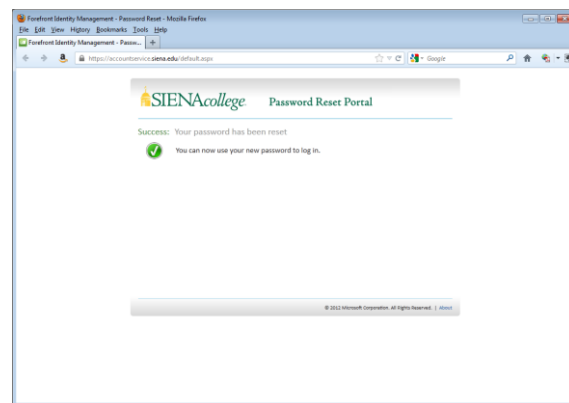 Forefront Identity Management - Password Reset - Mozilla Firefox
File Edit View History Bookmarks Tools Help
Forefront Identity Management - Passw... +
https://accountservice.siena.edu/default.aspx Google
SIENAcollege Password Reset Portal
Success: Your password has been reset
You can now use your new password to log in.
© 2012 Microsoft Corporation. All Rights Reserved. | About